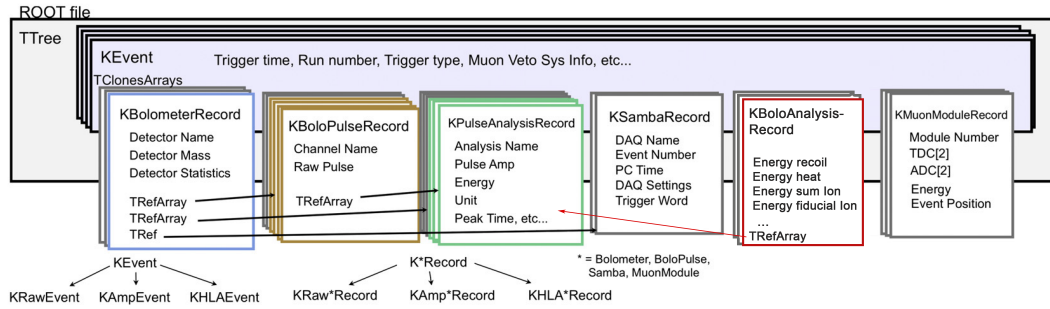 ROOT file
TTree
KEvent
Trigger time, Run number, Trigger type, Muon Veto Sys Info, etc...
TClonesArrays
KBolometerRecord
Detector Name
Detector Mass
Detector Statistics
TRefArray
TRefArray
TRef
KBoloPulseRecord
Channel Name
Raw Pulse
TRefArray
KPulseAnalysisRecord
Analysis Name
Pulse Amp
Energy
Unit
Peak Time, etc...
KSambaRecord
DAQ Name
Event Number
PC Time
DAQ Settings
Trigger Word
KBoloAnalysis-
Record
Energy recoil
Energy heat
Energy sum Ion
Energy fiducial Ion
...
TRefArray
KMuonModuleRecord
Module Number
TDC[2]
ADC[2]
Energy
Event Position
KEvent
KRawEvent
KAmpEvent
KHLAEvent
K*Record
KRaw*Record
KAmp*Record
KHLA*Record
* = Bolometer, BoloPulse,
Samba, MuonModule